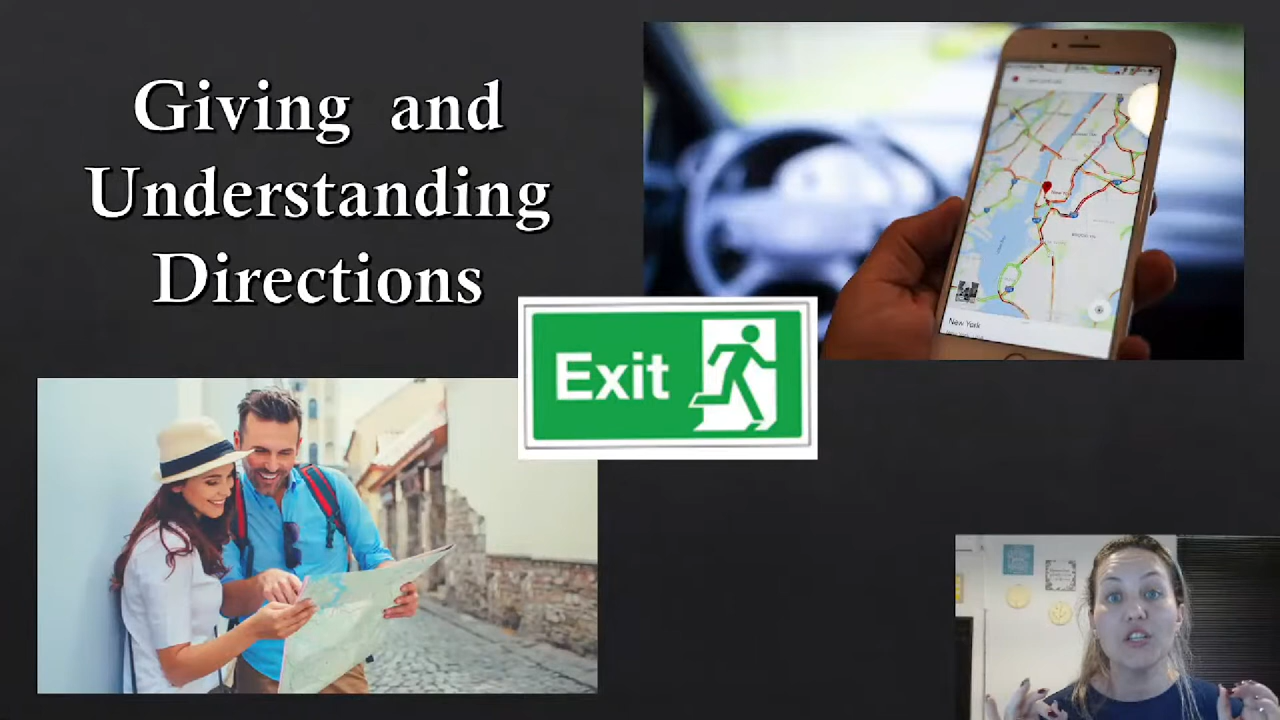 Giving and
Understanding
Directions
Exit
New York